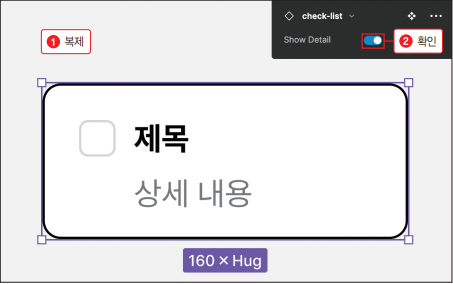 check-list
Show Detail
1 복제
2 확인
제목
상세 내용
160 × Hug